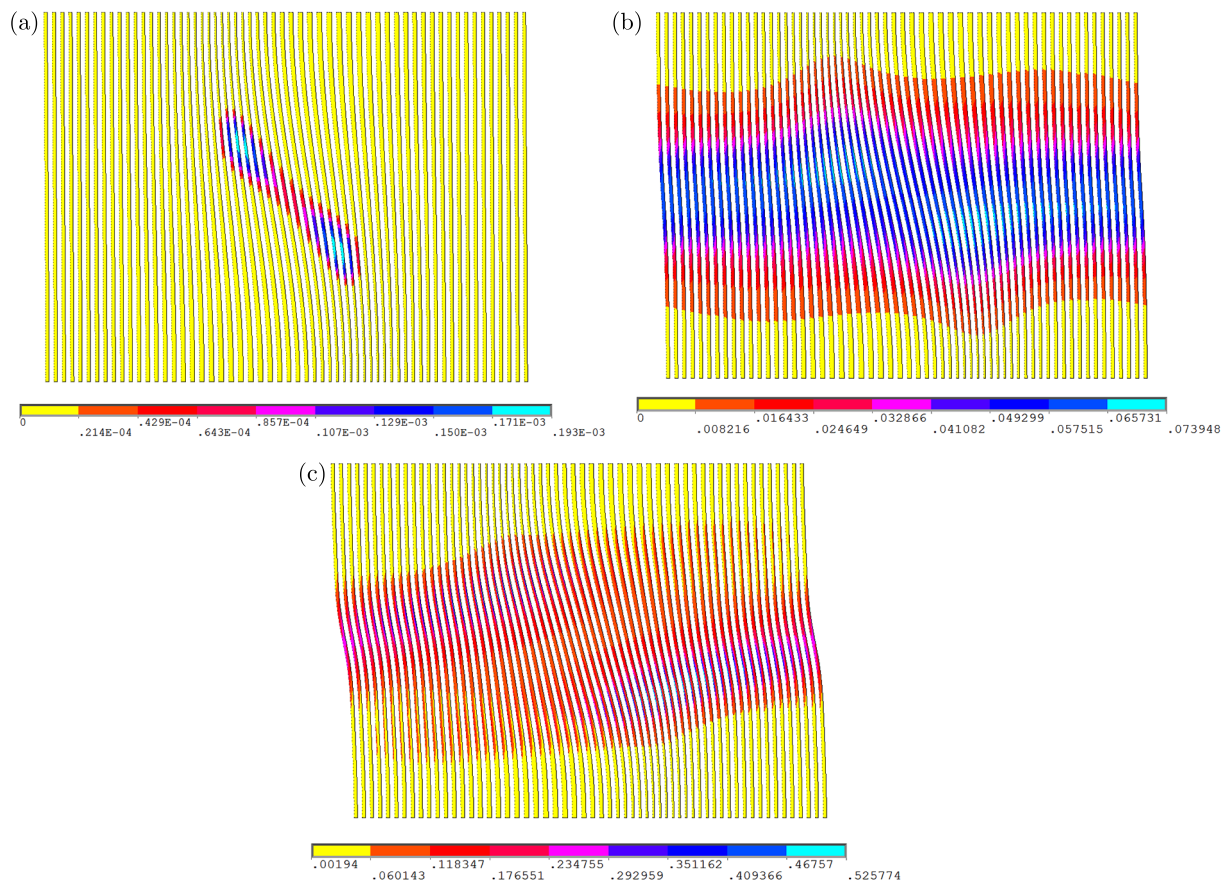 (a)
(b)
0 .429E-04 .857E-04 .129E-03 .171E-03
.214E-04 .643E-04 .107E-03 .150E-03 .193E-03
0 .016433 .032866 .049299 .065731
.008216 .024649 .041082 .057515 .073948
(c)
.00194 .118347 .234755 .351162 .46757
.060143 .176551 .292959 .409366 .525774